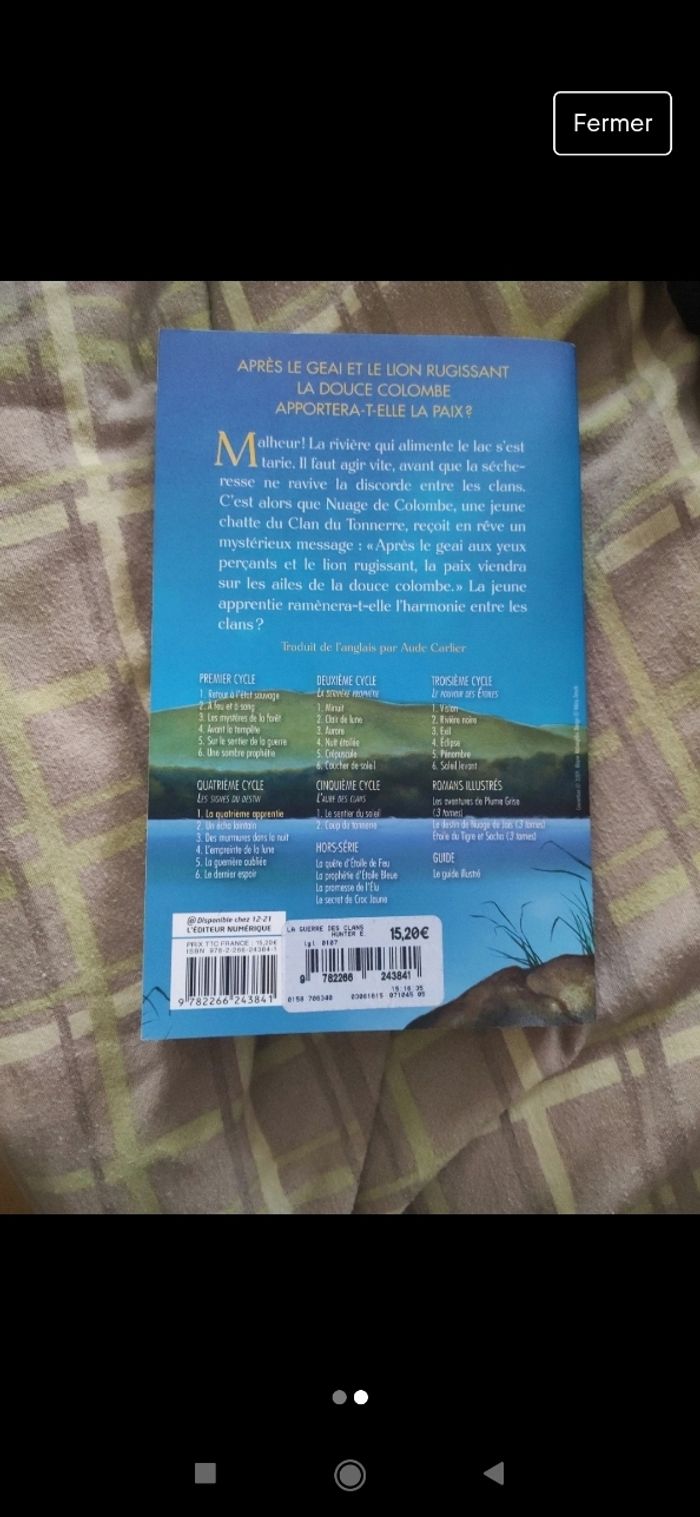 Fermer
APRÈS LE GEAI ET LE LION RUGISSANT
LA DOUCE COLOMBE
APPORTERA-T-ELLE LA PAIX ?
Malheur ! La rivière qui alimente le lac s'est
tarie. Il faut agir vite, avant que la séche-
resse ne ravive la discorde entre les clans.
C'est alors que Nuage de Colombe, une jeune
chatte du Clan du Tonnerre, reçoit en rêve un
mystérieux message : « Après le geai aux yeux
perçants et le lion rugissant, la paix viendra
sur les ailes de la douce colombe. » La jeune
apprentie ramènera-t-elle l'harmonie entre les
clans ?
Traduit de l'anglais par Aude Carlier
PREMIER CYCLE
1. Retour à l'état sauvage
2. À feu et à sang
3. Les mystères de la forêt
4. Avant la tempête
5. Sur le sentier de la guerre
6. Une sombre prophétie
DEUXIÈME CYCLE
LA DERNIÈRE PROPHÉTIE
1. Minuit
2. Clair de lune
3. Aurore
4. Nuit étoilée
5. Crépuscule
6. Coucher de soleil
TROISIÈME CYCLE
LE POUVOIR DES ÉTOILES
1. Vision
2. Rivière noire
3. Exil
4. Éclipse
5. Pénombre
6. Soleil levant
QUATRIÈME CYCLE
LES SIGNES DU DESTIN
1. La quatrième apprentie
2. Un écho lointain
3. Des murmures dans la nuit
4. L'empreinte de la lune
5. La guerrière oubliée
6. Le dernier espoir
CINQUIÈME CYCLE
L'AUBE DES CLANS
1. Le sentier du soleil
2. Coup de tonnerre
HORS-SÉRIE
La quête d'Étoile de Feu
La prophétie d'Étoile Bleue
La promesse de l'Élu
Le secret de Croc Jaune
ROMANS ILLUSTRÉS
Les aventures de Plume Grise
(3 tomes)
Le destin de Nuage de Jais (3 tomes)
Étoile du Tigre et Sacha (3 tomes)
GUIDE
Le guide illustré
@ Disponible chez 12-21
L'ÉDITEUR NUMÉRIQUE
PRIX TTC FRANCE : 15,20€
ISBN 978-2-266-24384-1
9 782266 243841
LA GUERRE DES CLANS
HUNTER E.
15,20€
lgl 0107
9 782266 243841
15,16 35
0158 706340 03061615 071045 05